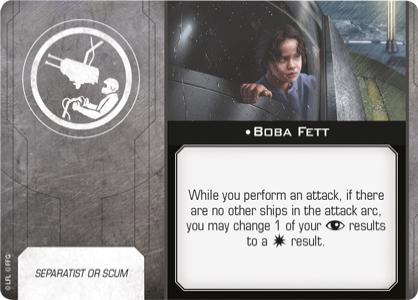 • BOBA FETT
While you perform an attack, if there
are no other ships in the attack arc,
you may change 1 of your results
to a result.
SEPARATIST OR SCUM
© LFL © FFG